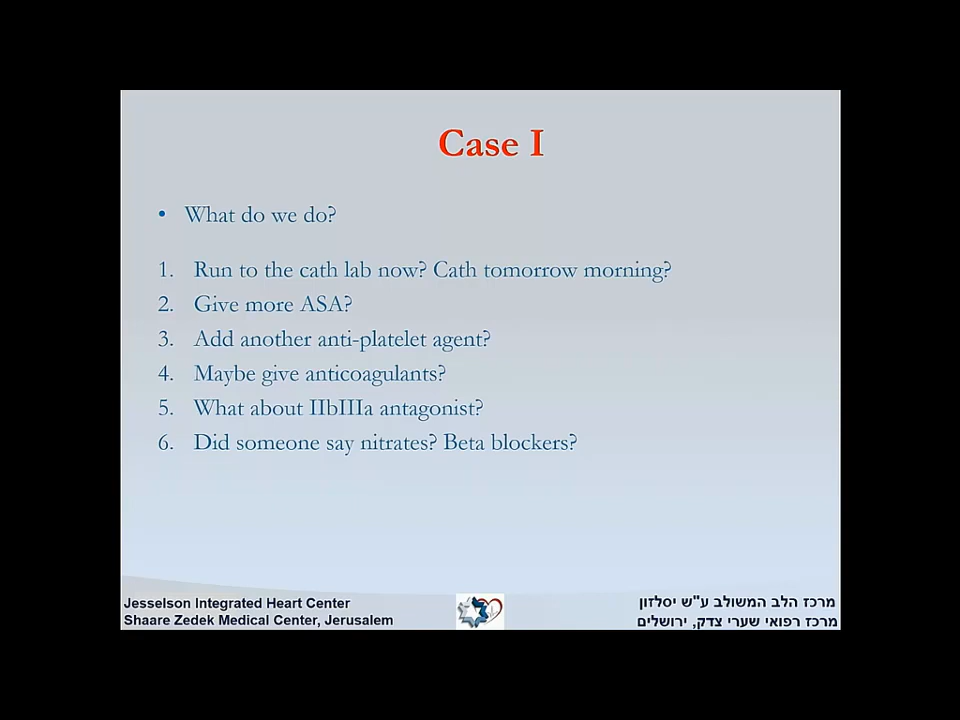 Case I
• What do we do?
1. Run to the cath lab now? Cath tomorrow morning?
2. Give more ASA?
3. Add another anti-platelet agent?
4. Maybe give anticoagulants?
5. What about IIbIIIa antagonist?
6. Did someone say nitrates? Beta blockers?
Jesselson Integrated Heart Center
Shaare Zedek Medical Center, Jerusalem
מרכז הלב המשולב ע"ש יסלזון
מרכז רפואי שערי צדק, ירושלים